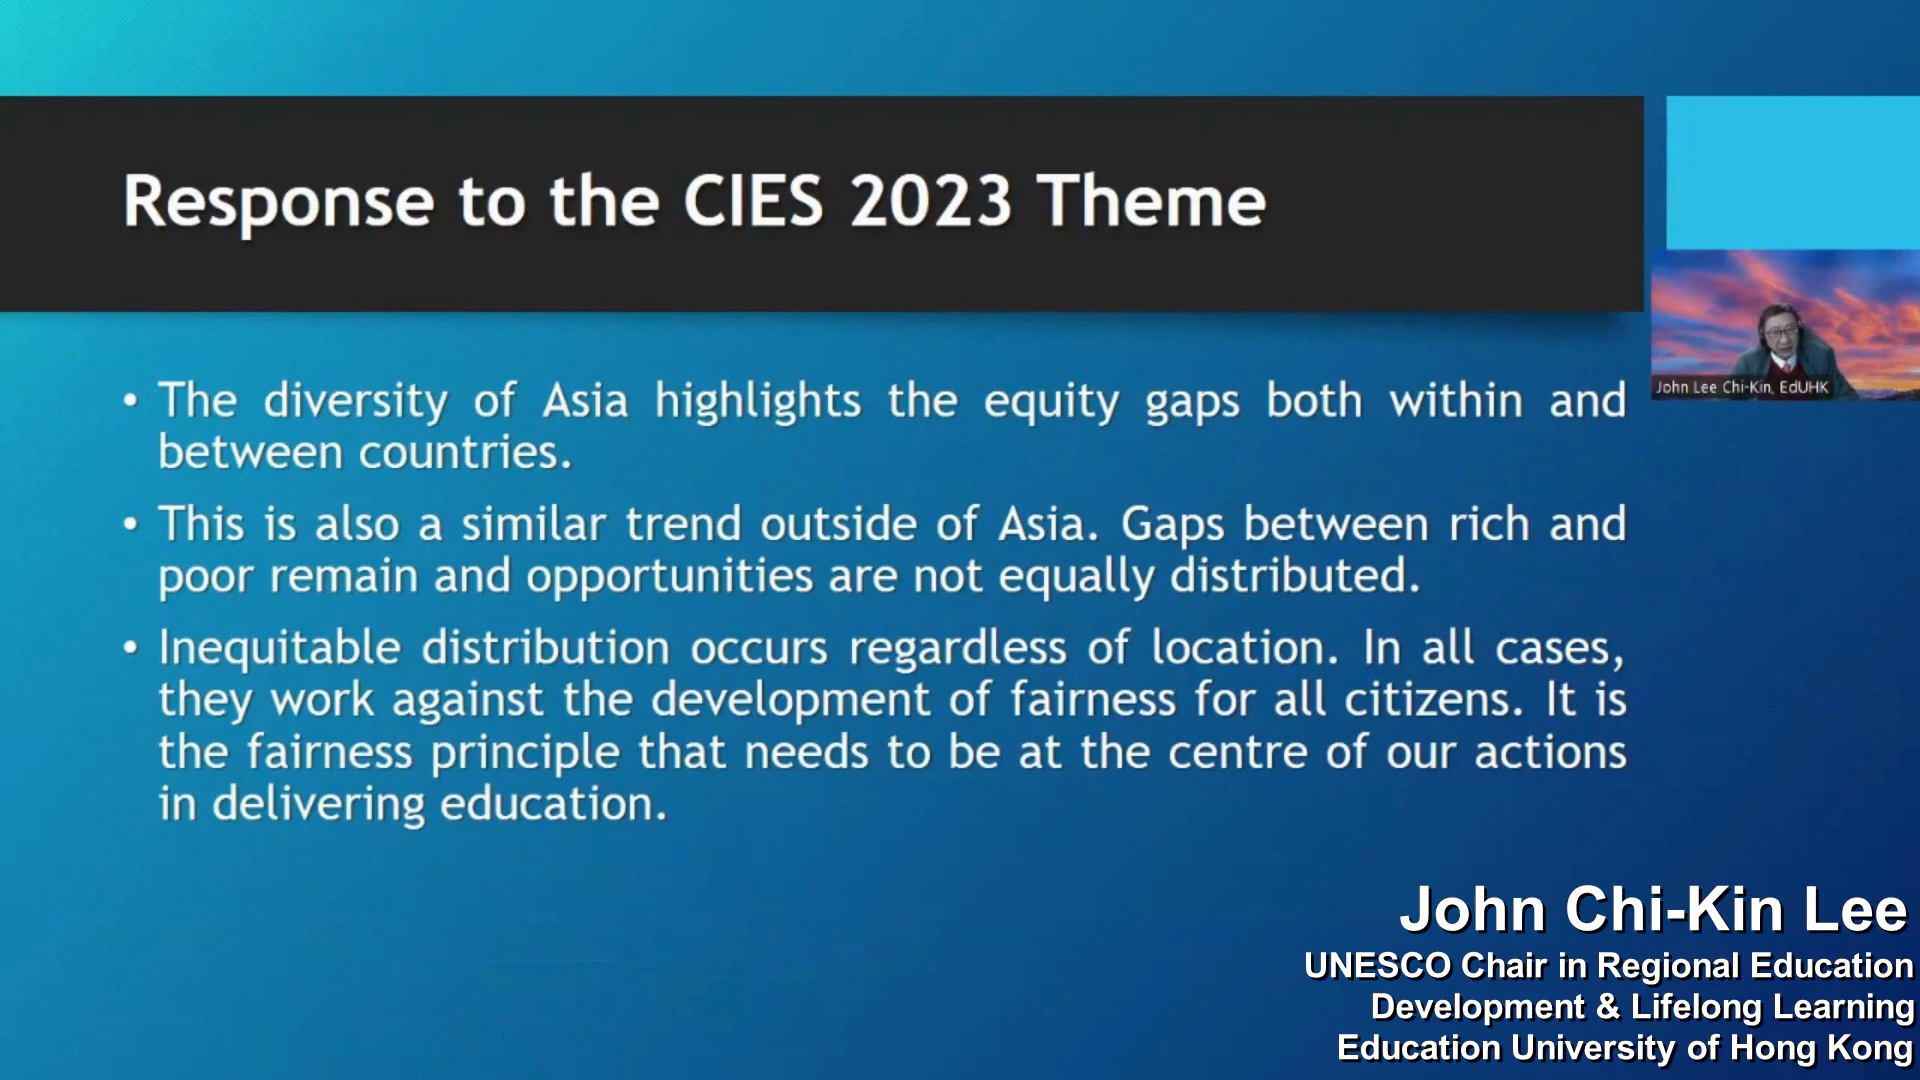 Response to the CIES 2023 Theme
• The diversity of Asia highlights the equity gaps both within and
between countries.
• This is also a similar trend outside of Asia. Gaps between rich and
poor remain and opportunities are not equally distributed.
• Inequitable distribution occurs regardless of location. In all cases,
they work against the development of fairness for all citizens. It is
the fairness principle that needs to be at the centre of our actions
in delivering education.
John Lee Chi-Kin, EdUHK
John Chi-Kin Lee
UNESCO Chair in Regional Education
Development & Lifelong Learning
Education University of Hong Kong